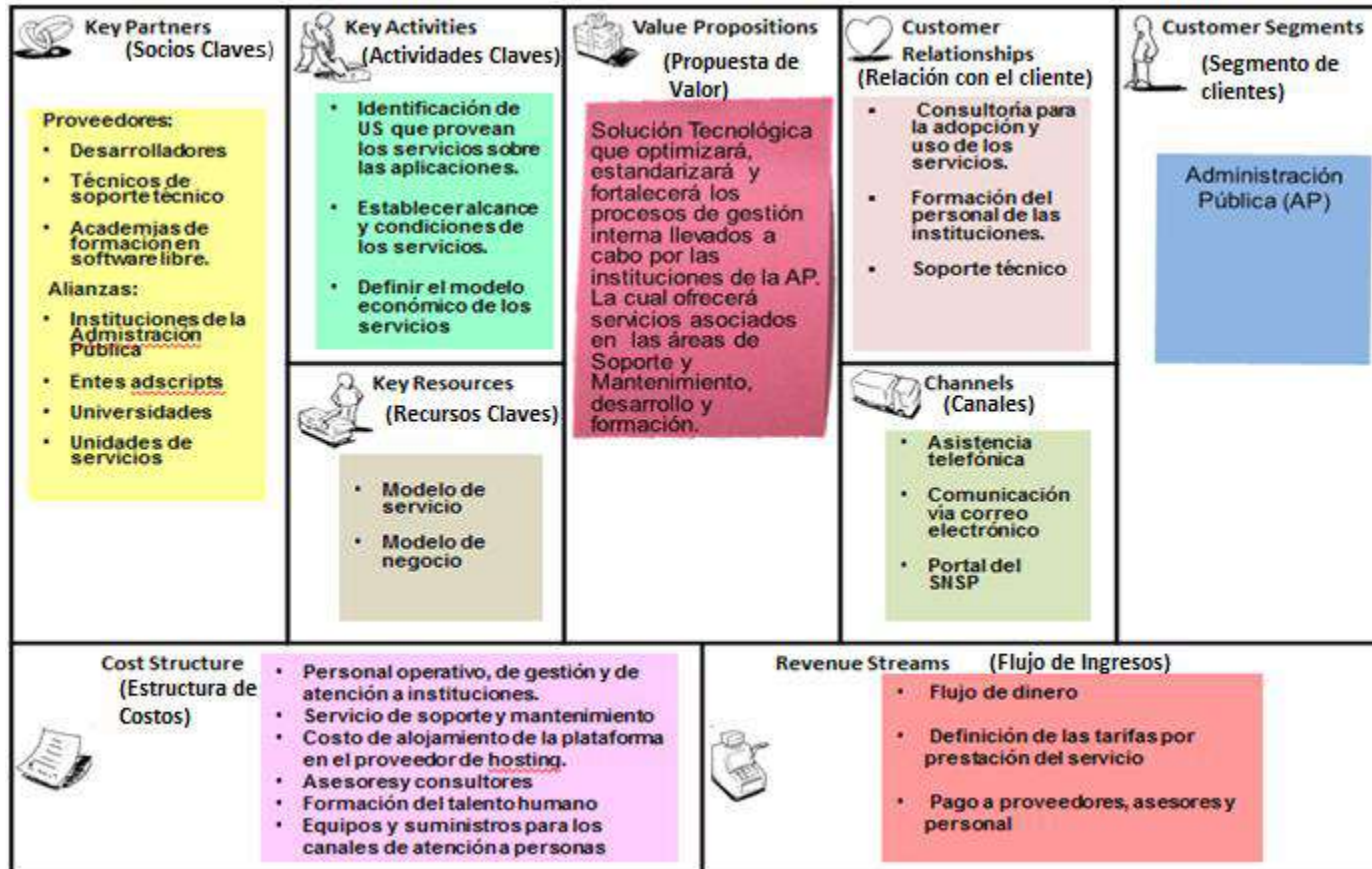 Key Partners
(Socios Claves)
Proveedores:
• Desarrolladores
• Técnicos de
soporte técnico
• Academias de
formación en
software libre.
Alianzas:
• Instituciones de la
Admistración
Pública
• Entes adscripts
• Universidades
• Unidades de
servicios
Key Activities
(Actividades Claves)
• Identificación de
US que provean
los servicios sobre
las aplicaciones.
• Establecer alcance
y condiciones de
los servicios.
• Definir el modelo
económico de los
servicios
Key Resources
(Recursos Claves)
• Modelo de
servicio
• Modelo de
negocio
Value Propositions
(Propuesta de
Valor)
Solución Tecnológica
que optimizará,
estandarizará y
fortalecerá los
procesos de gestión
interna llevados a
cabo por las
instituciones de la AP.
La cual ofrecerá
servicios asociados
en las áreas de
Soporte y
Mantenimiento,
desarrollo y
formación.
Customer
Relationships
(Relación con el cliente)
▪ Consultoría para
la adopción y
uso de los
servicios.
▪ Formación del
personal de las
instituciones.
▪ Soporte técnico
Channels
(Canales)
• Asistencia
telefónica
• Comunicación
vía correo
electrónico
• Portal del
SNSP
Customer Segments
(Segmento de
clientes)
Administración
Pública (AP)
Cost Structure
(Estructura de
Costos)
• Personal operativo, de gestión y de
atención a instituciones.
• Servicio de soporte y mantenimiento
• Costo de alojamiento de la plataforma
en el proveedor de hosting.
• Asesores y consultores
• Formación del talento humano
• Equipos y suministros para los
canales de atención a personas
Revenue Streams (Flujo de Ingresos)
• Flujo de dinero
• Definición de las tarifas por
prestación del servicio
• Pago a proveedores, asesores y
personal